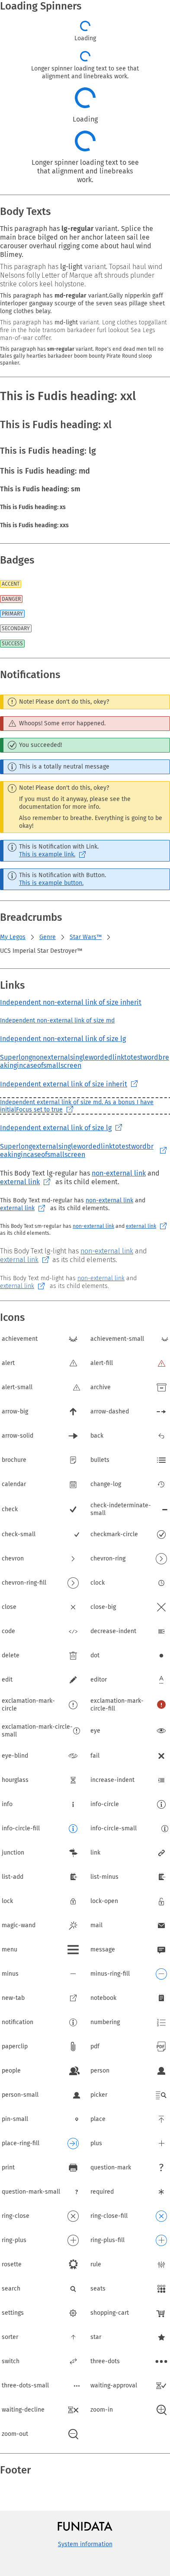 Loading Spinners
Loading
Longer spinner loading text to see that
alignment and linebreaks work.
Loading
Longer spinner loading text to see
that alignment and linebreaks
work.
Body Texts
This paragraph has lg-regular variant. Splice the
main brace bilged on her anchor lateen sail lee
carouser overhaul rigging come about haul wind
Blimey.
This paragraph has lg-light variant. Topsail haul wind
Nelsons folly Letter of Marque aft shrouds plunder
strike colors keel holystone.
This paragraph has md-regular variant.Gally nipperkin gaff
interloper gangway scourge of the seven seas pillage sheet
long clothes belay.
This paragraph has md-light variant. Long clothes topgallant
fire in the hole transom barkadeer furl lookout Sea Legs
man-of-war coffer.
This paragraph has sm-regular variant. Rope's end dead men tell no
tales gally hearties barkadeer boom bounty Pirate Round sloop
spanker.
This is Fudis heading: xxl
This is Fudis heading: xl
This is Fudis heading: lg
This is Fudis heading: md
This is Fudis heading: sm
This is Fudis heading: xs
This is Fudis heading: xxs
Badges
ACCENT
DANGER
PRIMARY
SECONDARY
SUCCESS
Notifications
Note! Please don't do this, okey?
Whoops! Some error happened.
You succeeded!
This is a totally neutral message
Note! Please don't do this, okey?
If you must do it anyway, please see the
documentation for more info.
Also remember to breathe. Everything is going to be
okay!
This is Notification with Link.
This is example link.
This is Notification with Button.
This is example button.
Breadcrumbs
My Legos
Genre
Star Wars™
UCS Imperial Star Destroyer™
Links
Independent non-external link of size inherit
Independent non-external link of size md
Independent non-external link of size lg
Superlongnonexternalsinglewordedlinktotestwordbre
eakingincaseofsmallscreen
Independent external link of size inherit
Independent external link of size md. As a bonus I have
initialFocus set to true
Independent external link of size lg
Superlongexternalsinglewordedlinktotestwordbr
eakingincaseofsmallscreen
This Body Text lg-regular has non-external link and
external link as its child elements.
This Body Text md-regular has non-external link and
external link as its child elements.
This Body Text sm-regular has non-external link and external link
as its child elements.
This Body Text lg-light has non-external link and
external link as its child elements.
This Body Text md-light has non-external link and
external link as its child elements.
Icons
achievement
achievement-small
alert
alert-fill
alert-small
archive
arrow-big
arrow-dashed
arrow-solid
back
brochure
bullets
calendar
change-log
check
check-indeterminate-
small
check-small
checkmark-circle
chevron
chevron-ring
chevron-ring-fill
clock
close
close-big
code
decrease-indent
delete
dot
edit
editor
exclamation-mark-
circle
exclamation-mark-
circle-fill
exclamation-mark-circle-
small
eye
eye-blind
fail
hourglass
increase-indent
info
info-circle
info-circle-fill
info-circle-small
junction
link
list-add
list-minus
lock
lock-open
magic-wand
mail
menu
message
minus
minus-ring-fill
new-tab
notebook
notification
numbering
paperclip
pdf
people
person
person-small
picker
pin-small
place
place-ring-fill
plus
print
question-mark
question-mark-small
required
ring-close
ring-close-fill
ring-plus
ring-plus-fill
rosette
rule
search
seats
settings
shopping-cart
sorter
star
switch
three-dots
three-dots-small
waiting-approval
waiting-decline
zoom-in
zoom-out
Footer
FUNIDATA
System information